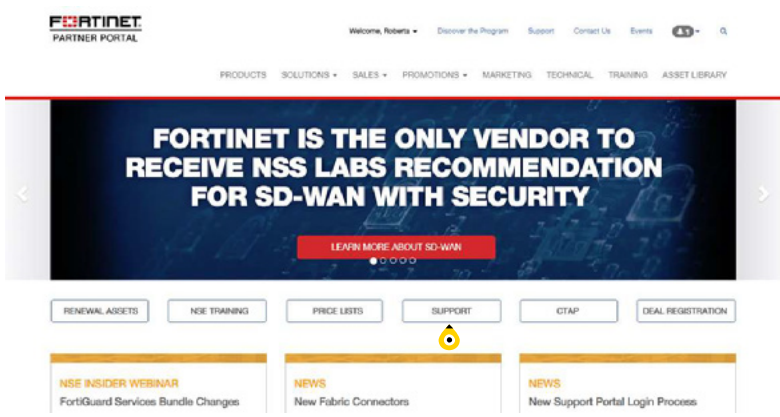 FORTINET
PARTNER PORTAL
Welcome, Roberta
Discover the Program
Support
Contact Us
Events
1
PRODUCTS
SOLUTIONS
SALES
PROMOTIONS
MARKETING
TECHNICAL
TRAINING
ASSET LIBRARY
FORTINET IS THE ONLY VENDOR TO
RECEIVE NSS LABS RECOMMENDATION
FOR SD-WAN WITH SECURITY
LEARN MORE ABOUT SD-WAN
RENEWAL ASSETS
NSE TRAINING
PRICE LISTS
SUPPORT
CTAP
DEAL REGISTRATION
NSE INSIDER WEBINAR
FortiGuard Services Bundle Changes
NEWS
New Fabric Connectors
NEWS
New Support Portal Login Process